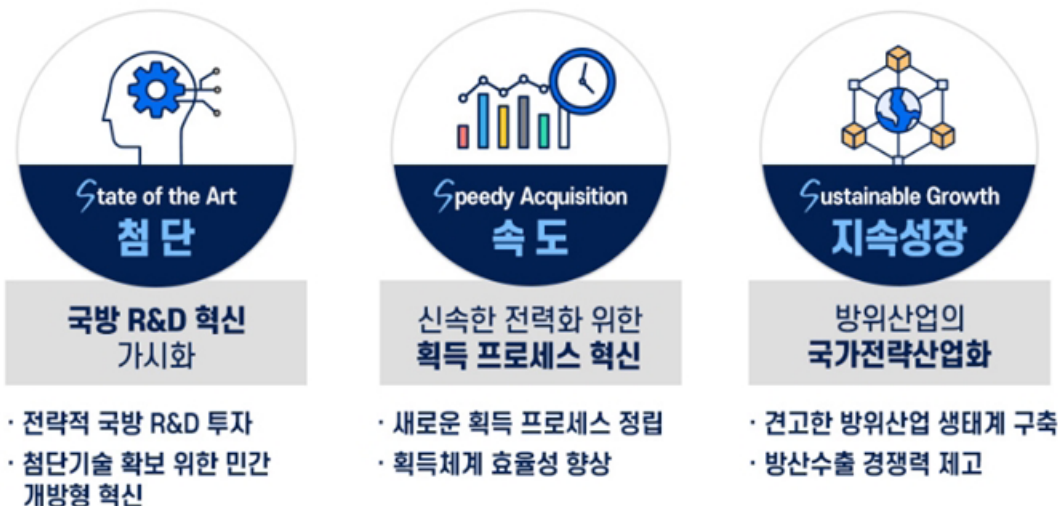 State of the Art
첨단
국방 R&D 혁신
가시화
· 전략적 국방 R&D 투자
· 첨단기술 확보 위한 민간
개방형 혁신
Speedy Acquisition
속도
신속한 전력화 위한
획득 프로세스 혁신
· 새로운 획득 프로세스 정립
· 획득체계 효율성 향상
Sustainable Growth
지속성장
방위산업의
국가전략산업화
· 견고한 방위산업 생태계 구축
· 방산수출 경쟁력 제고